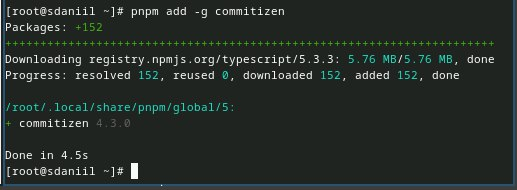 [root@sdaniil ~]# pnpm add -g commitizen
Packages: +152
++++++++++++++++++++++++++++++++++++++++++++++++++++++++++++++++++++++
Downloading registry.npmjs.org/typescript/5.3.3: 5.76 MB/5.76 MB, done
Progress: resolved 152, reused 0, downloaded 152, added 152, done
/root/.local/share/pnpm/global/5:
+ commitizen 4.3.0
Done in 4.5s
[root@sdaniil ~]#